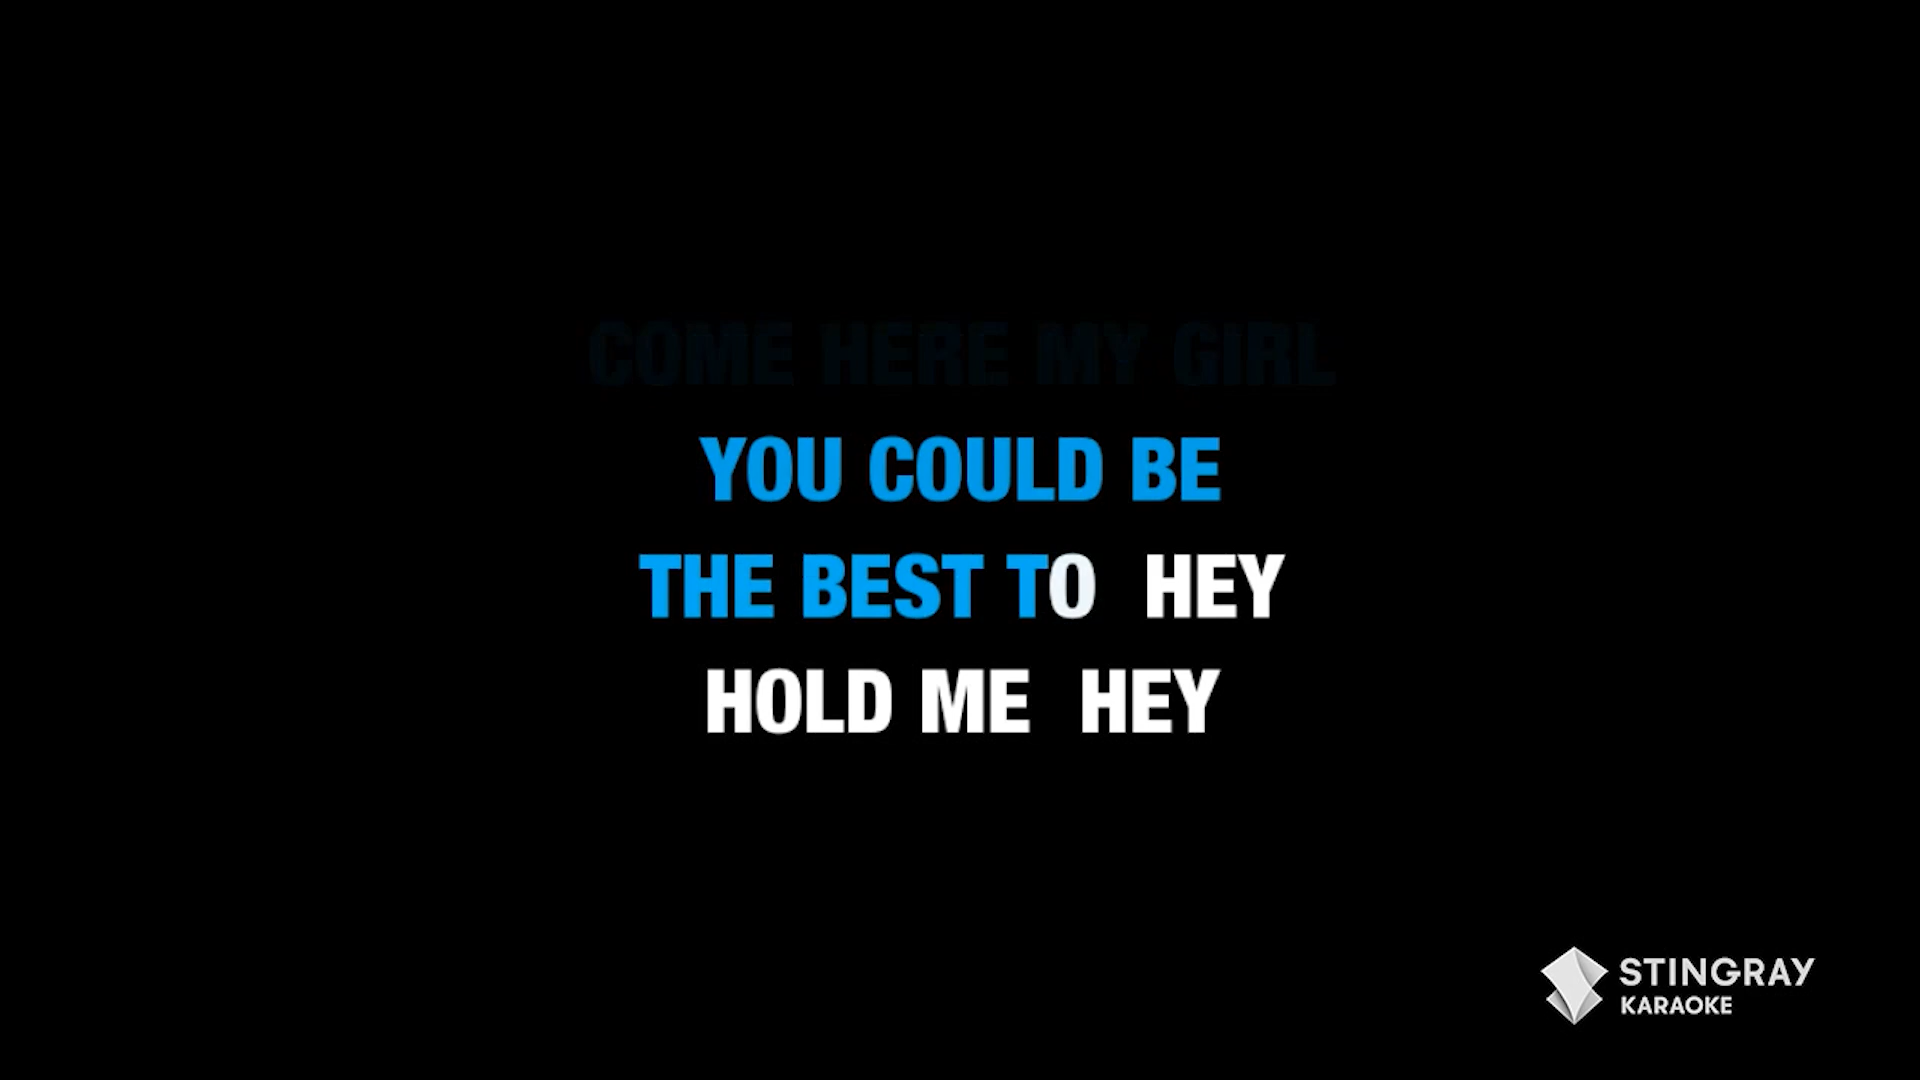 COME HERE MY GIRL
YOU COULD BE
THE BEST TO HEY
HOLD ME HEY
STINGRAY
KARAOKE